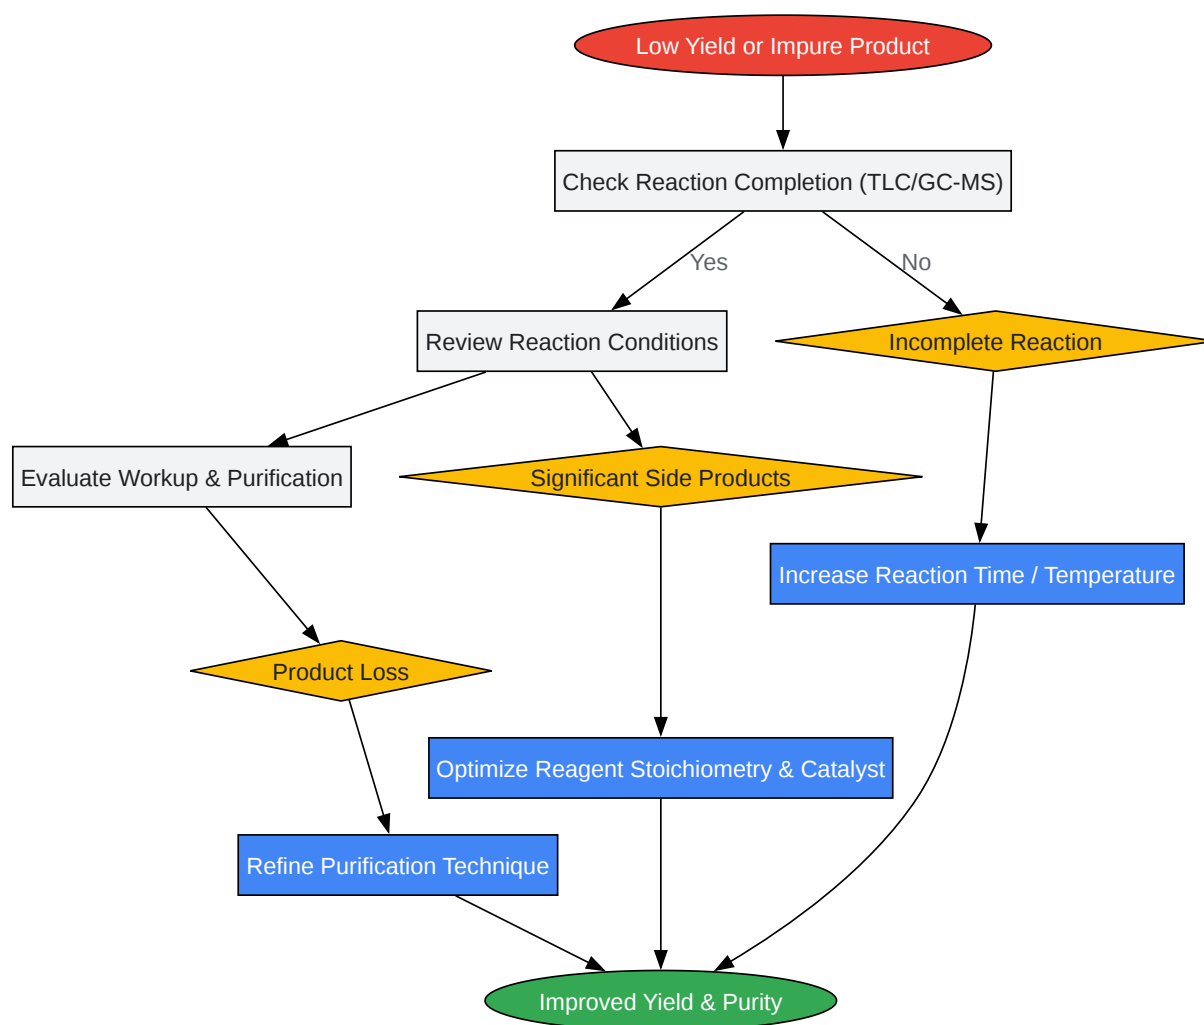 Low Yield or Impure Product
Check Reaction Completion (TLC/GC-MS)
Yes
No
Review Reaction Conditions
Incomplete Reaction
Evaluate Workup & Purification
Significant Side Products
Increase Reaction Time / Temperature
Product Loss
Optimize Reagent Stoichiometry & Catalyst
Refine Purification Technique
Improved Yield & Purity